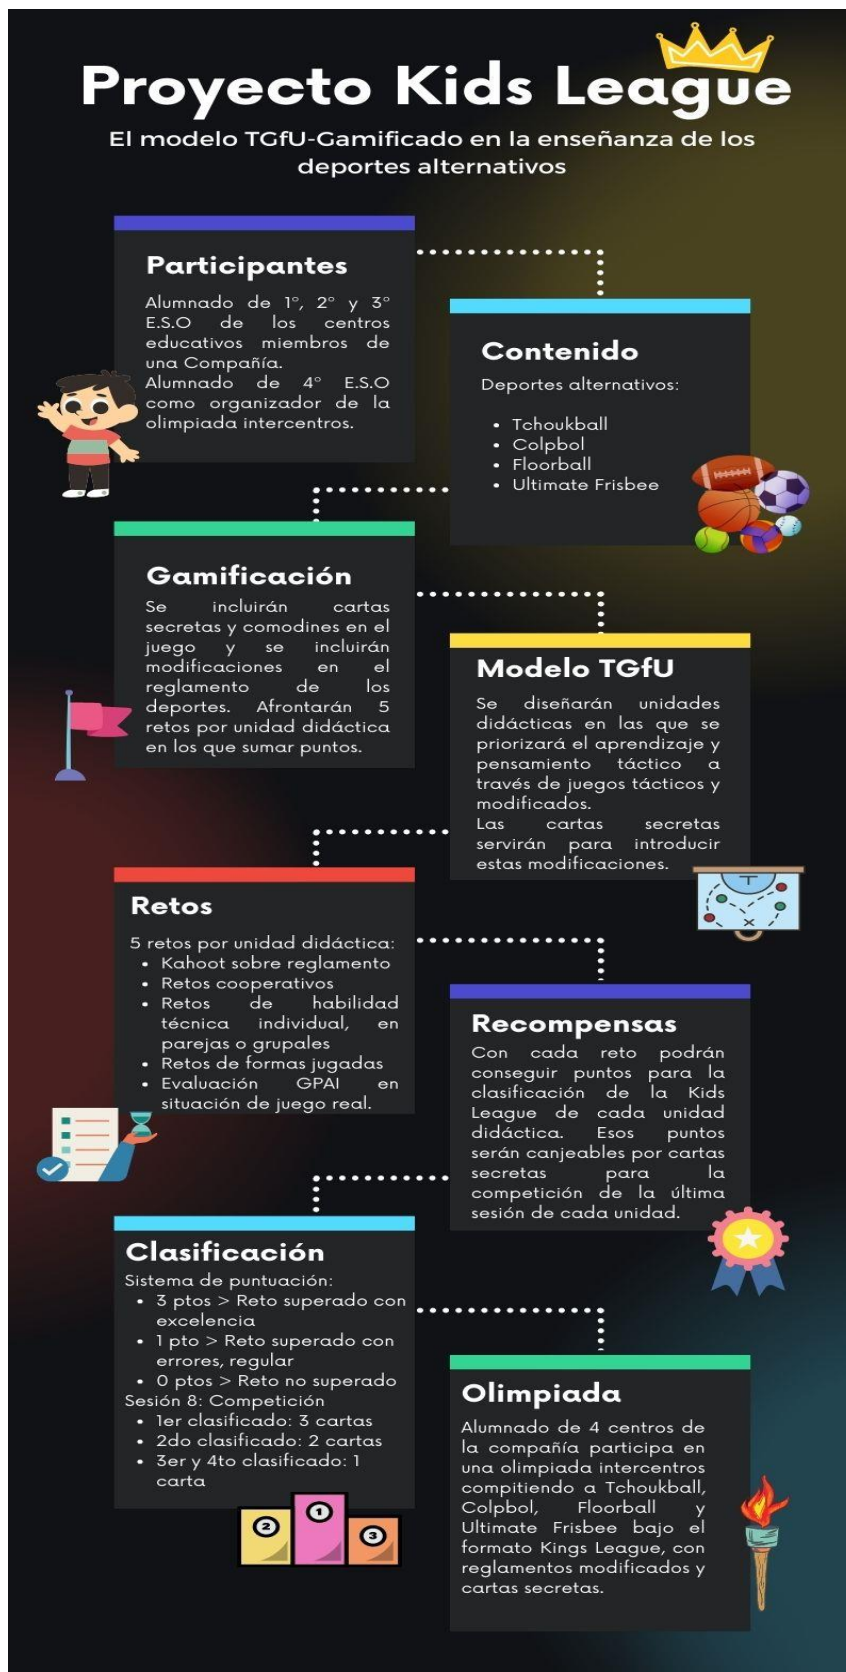 Proyecto Kids League
El modelo TGfU-Gamificado en la enseñanza de los
deportes alternativos
Participantes
Alumnado de 1º, 2º y 3º
E.S.O de los centros
educativos miembros de
una Compañía.
Alumnado de 4º E.S.O
como organizador de la
olimpiada intercentros.
Contenido
Deportes alternativos:
• Tchoukball
• Colpbol
• Floorball
• Ultimate Frisbee
Gamificación
Se incluirán cartas
secretas y comodines en el
juego y se incluirán
modificaciones en el
reglamento de los
deportes. Afrontarán 5
retos por unidad didáctica
en los que sumar puntos.
Modelo TGfU
Se diseñarán unidades
didácticas en las que se
priorizará el aprendizaje y
pensamiento táctico a
través de juegos tácticos y
modificados.
Las cartas secretas
servirán para introducir
estas modificaciones.
Retos
5 retos por unidad didáctica:
• Kahoot sobre reglamento
• Retos cooperativos
• Retos de habilidad
técnica individual, en
parejas o grupales
• Retos de formas jugadas
• Evaluación GPAI en
situación de juego real.
Recompensas
Con cada reto podrán
conseguir puntos para la
clasificación de la Kids
League de cada unidad
didáctica. Esos puntos
serán canjeables por cartas
secretas para la
competición de la última
sesión de cada unidad.
Clasificación
Sistema de puntuación:
• 3 ptos > Reto superado con
excelencia
• 1 pto > Reto superado con
errores, regular
• 0 ptos > Reto no superado
Sesión 8: Competición
• 1er clasificado: 3 cartas
• 2do clasificado: 2 cartas
• 3er y 4to clasificado: 1
carta
2
1
3
Olimpiada
Alumnado de 4 centros de
la compañía participa en
una olimpiada intercentros
compitiendo a Tchoukball,
Colpbol, Floorball y
Ultimate Frisbee bajo el
formato Kings League, con
reglamentos modificados y
cartas secretas.